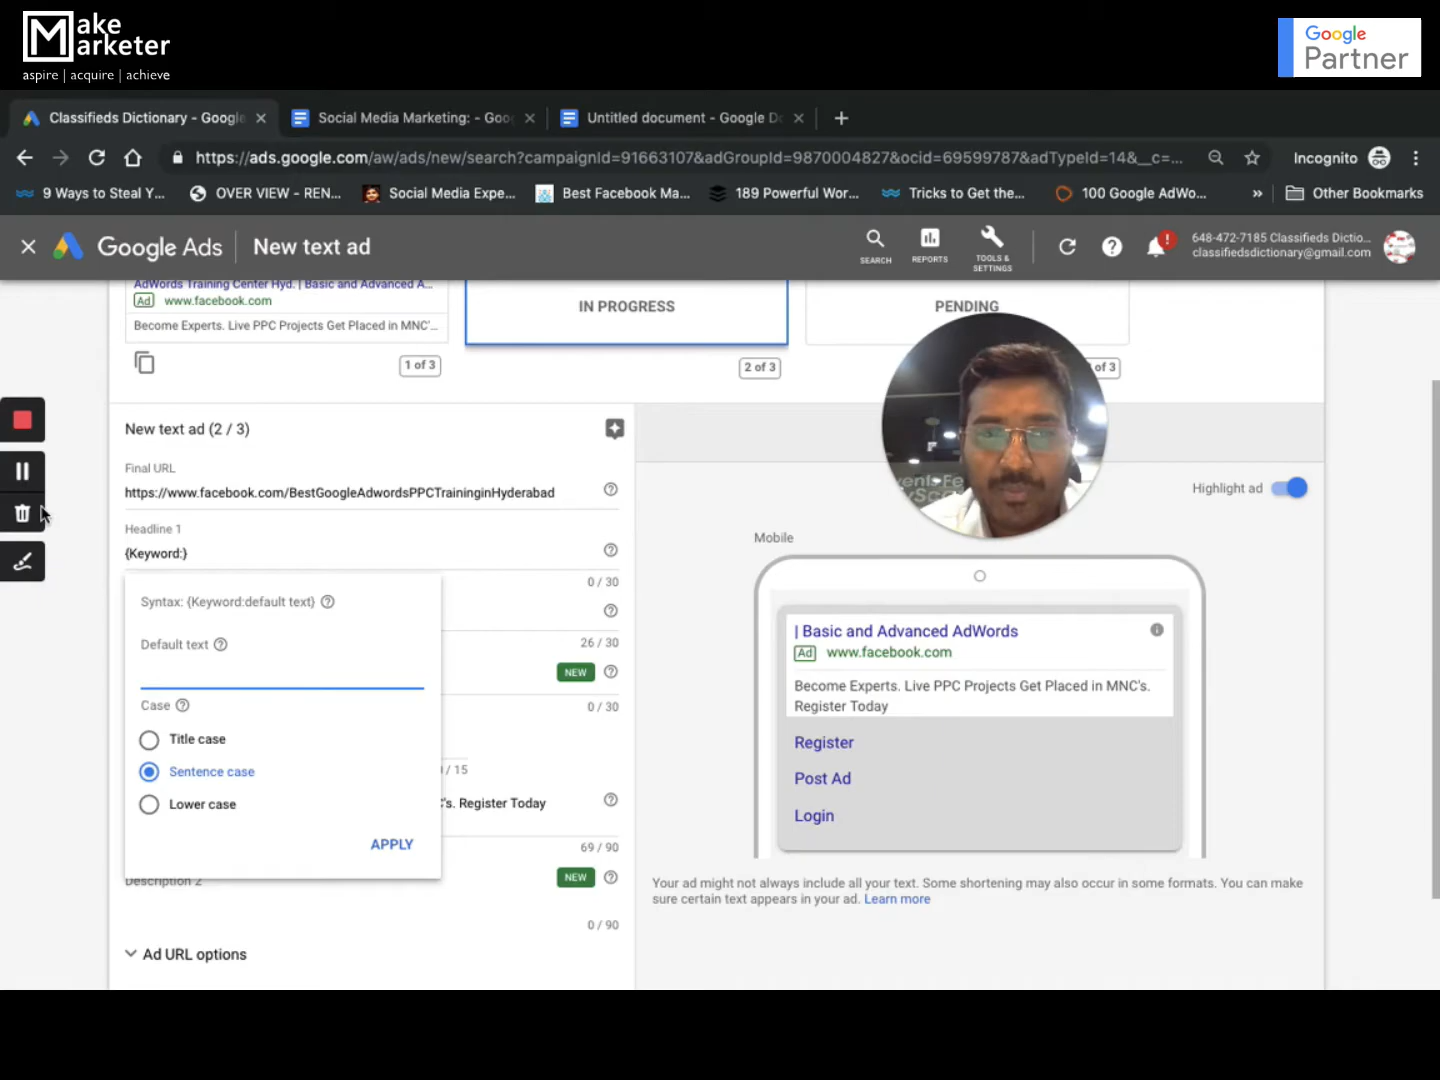 Make Marketer
aspire | acquire | achieve
Google
Partner
Classifieds Dictionary - Google
Social Media Marketing: - Goo
Untitled document - Google D
https://ads.google.com/aw/ads/new/search?campaignId=91663107&adGroupId=9870004827&ocid=69599787&adTypeId=14&__c=...
Incognito
9 Ways to Steal Y...
OVER VIEW - REN...
Social Media Expe...
Best Facebook Ma...
189 Powerful Wor...
Tricks to Get the...
100 Google AdWo...
»
Other Bookmarks
Google Ads
New text ad
SEARCH
REPORTS
TOOLS &
SETTINGS
648-472-7185 Classifieds Dictio...
classifiedsdictionary@gmail.com
AdWords Training Center Hyd. | Basic and Advanced A...
Ad www.facebook.com
Become Experts. Live PPC Projects Get Placed in MNC'...
1 of 3
IN PROGRESS
2 of 3
PENDING
of 3
New text ad (2 / 3)
Final URL
https://www.facebook.com/BestGoogleAdwordsPPCTraininginHyderabad
Headline 1
{Keyword:}
0 / 30
Syntax: {Keyword:default text}
Default text
26 / 30
NEW
Case
0 / 30
Title case
Sentence case
/ 15
Lower case
's. Register Today
APPLY
69 / 90
Description 2
NEW
0 / 90
Ad URL options
Highlight ad
Mobile
| Basic and Advanced AdWords
Ad www.facebook.com
Become Experts. Live PPC Projects Get Placed in MNC's.
Register Today
Register
Post Ad
Login
Your ad might not always include all your text. Some shortening may also occur in some formats. You can make
sure certain text appears in your ad. Learn more